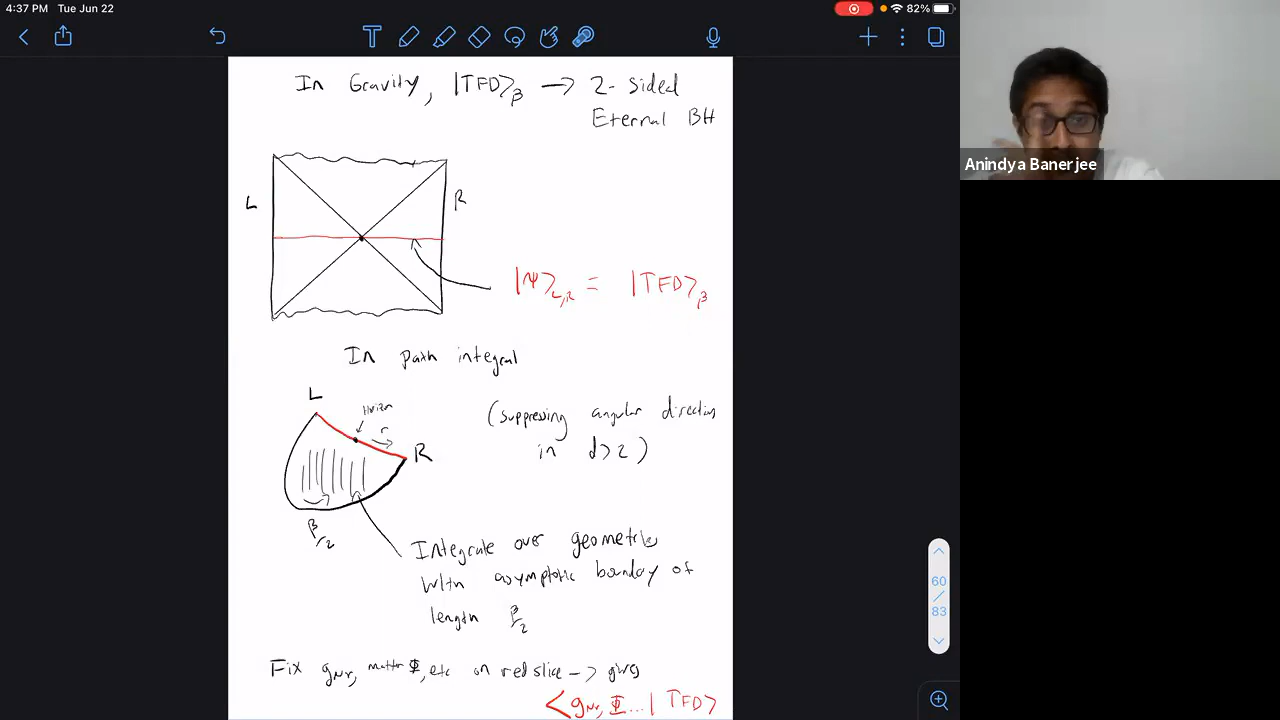 4:37 PM Tue Jun 22
82%
In Gravity, |TFD⟩β → 2-sided
Eternal BH
L
R
|Ψ⟩L,R = |TFD⟩β
In path integral
L
Horizon
r
R
(suppressing angular direction
in d>2)
β/2
Integrate over geometries
with asymptotic boundary of
length β/2
Fix gμν, matter Φ, etc on red slice → gives
<gμν, Φ...| TFD>
Anindya Banerjee
60
/
83